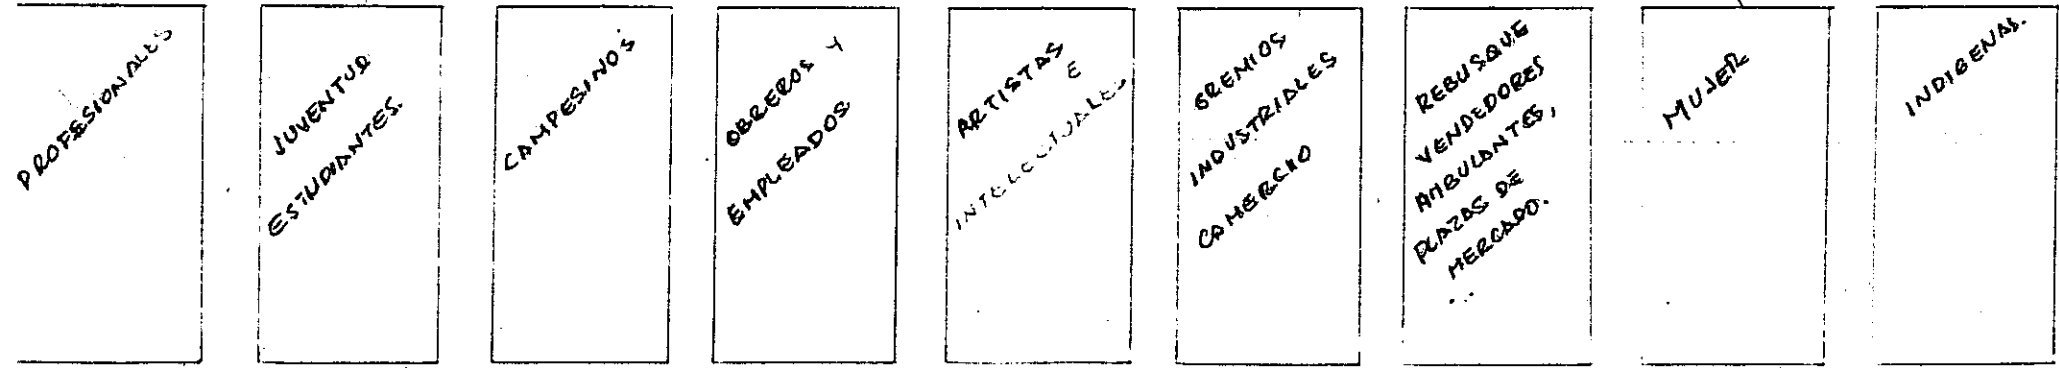 PROFESIONALES
JUVENTUD
ESTUDIANTES.
CAMPESINOS
OBREROS Y
EMPLEADOS
ARTISTAS
E
INTELECTUALES
GREMIOS
INDUSTRIALES
COMERCIO
REBUSQUE
VENDEDORES
AMBULANTES,
PLAZAS DE
MERCADO.
...
MUJER
INDIGENAS.